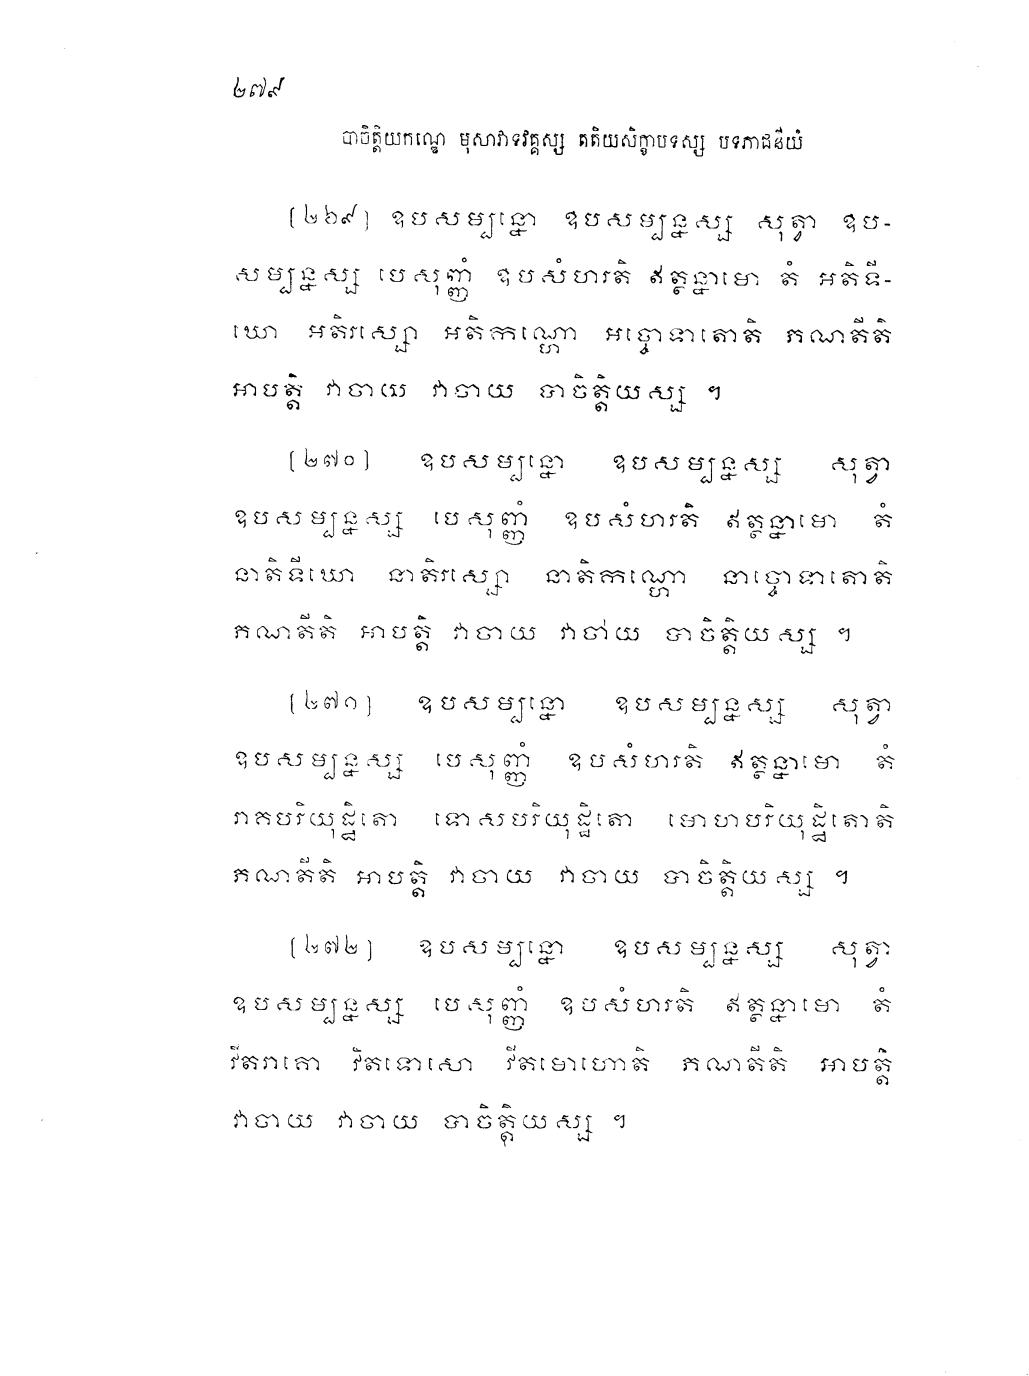 ២៧៩
បាចិត្តិយកណ្ឌេ មុសាវាទវគ្គស្ស តតិយសិក្ខាបទស្ស បទភាជនីយំ
[២៦៩] ឧបសម្បន្នោ ឧបសម្បន្នស្ស សុត្វា ឧប-
សម្បន្នស្ស បេសុញ្ញំ ឧបសំហរតិ ឥត្ថន្នាមោ តំ អតិទី-
ឃោ អតិរស្សោ អតិកណ្ហោ អច្ចោទាតោតិ ភណតីតិ
អាបត្តិ វាចាយ វាចាយ បាចិត្តិយស្ស ។
[២៧០] ឧបសម្បន្នោ ឧបសម្បន្នស្ស សុត្វា
ឧបសម្បន្នស្ស បេសុញ្ញំ ឧបសំហរតិ ឥត្ថន្នាមោ តំ
នាតិទីឃោ នាតិរស្សោ នាតិកណ្ហោ នាច្ចោទាតោតិ
ភណតីតិ អាបត្តិ វាចាយ វាចាយ បាចិត្តិយស្ស ។
[២៧១] ឧបសម្បន្នោ ឧបសម្បន្នស្ស សុត្វា
ឧបសម្បន្នស្ស បេសុញ្ញំ ឧបសំហរតិ ឥត្ថន្នាមោ តំ
រាគបរិយុដ្ឋិតោ ទោសបរិយុដ្ឋិតោ មោហបរិយុដ្ឋិតោតិ
ភណតីតិ អាបត្តិ វាចាយ វាចាយ បាចិត្តិយស្ស ។
[២៧២] ឧបសម្បន្នោ ឧបសម្បន្នស្ស សុត្វា
ឧបសម្បន្នស្ស បេសុញ្ញំ ឧបសំហរតិ ឥត្ថន្នាមោ តំ
វីតរាគោ វីតទោសោ វីតមោហោតិ ភណតីតិ អាបត្តិ
វាចាយ វាចាយ បាចិត្តិយស្ស ។